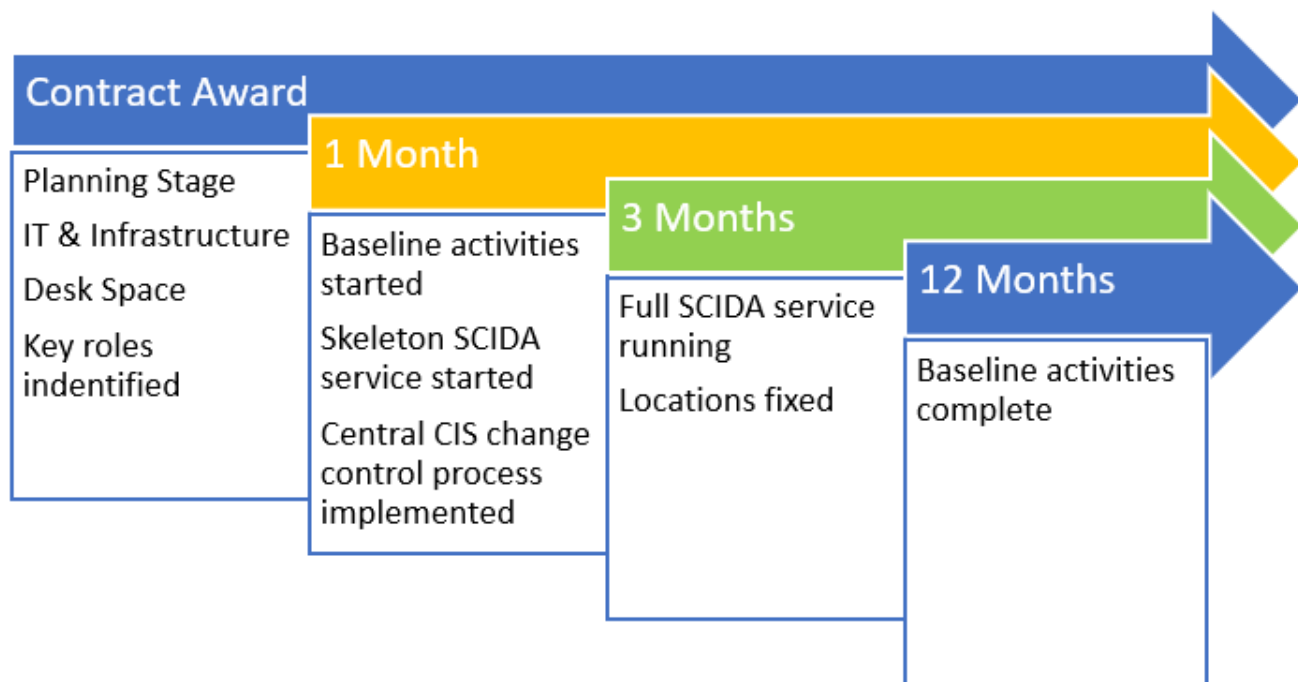 Contract Award
Planning Stage
IT & Infrastructure
Desk Space
Key roles
indentified
1 Month
Baseline activities
started
Skeleton SCIDA
service started
Central CIS change
control process
implemented
3 Months
Full SCIDA service
running
Locations fixed
12 Months
Baseline activities
complete